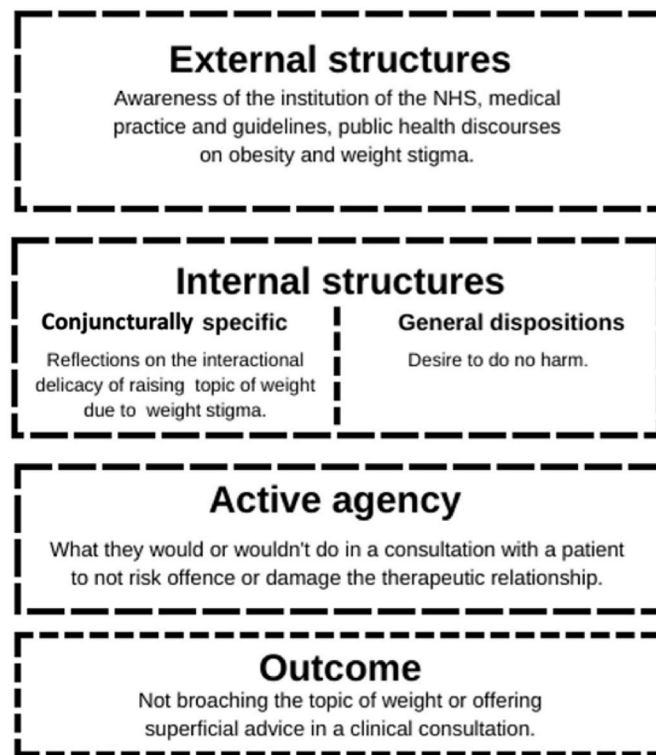 External structures
Awareness of the institution of the NHS, medical
practice and guidelines, public health discourses
on obesity and weight stigma.
Internal structures
Conjuncturally specific
Reflections on the interactional
delicacy of raising topic of weight
due to weight stigma.
General dispositions
Desire to do no harm.
Active agency
What they would or wouldn't do in a consultation with a patient
to not risk offence or damage the therapeutic relationship.
Outcome
Not broaching the topic of weight or offering
superficial advice in a clinical consultation.